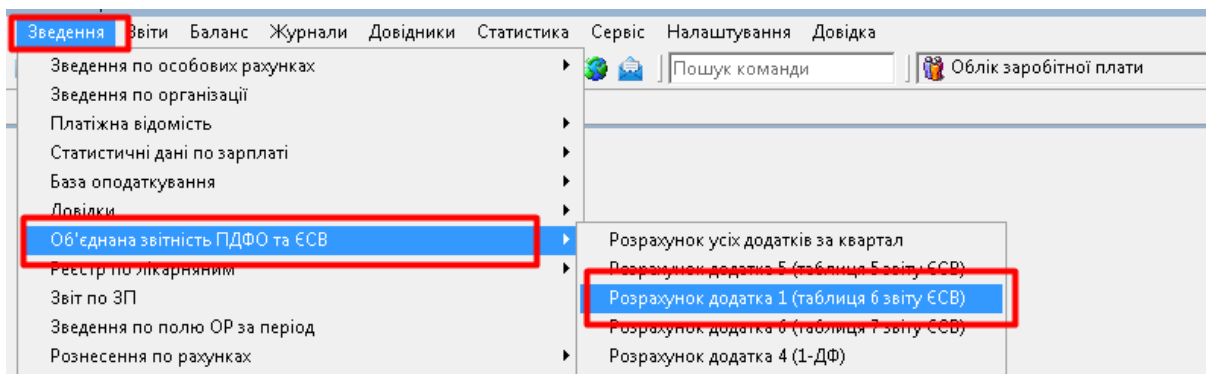 Зведення Звіти Баланс Журнали Довідники Статистика Сервіс Налаштування Довідка
Зведення по особових рахунках
Пошук команди
Облік заробітної плати
Зведення по організації
Платіжна відомість
Статистичні дані по зарплаті
База оподаткування
Довідки
Об'єднана звітність ПДФО та ЄСВ
Розрахунок усіх додатків за квартал
Реєстр по лікарняним
Розрахунок додатка 5 (таблиця 5 звіту ЄСВ)
Звіт по ЗП
Розрахунок додатка 1 (таблиця 6 звіту ЄСВ)
Зведення по полю ОР за період
Розрахунок додатка 6 (таблиця 7 звіту ЄСВ)
Рознесення по рахунках
Розрахунок додатка 4 (1-ДФ)